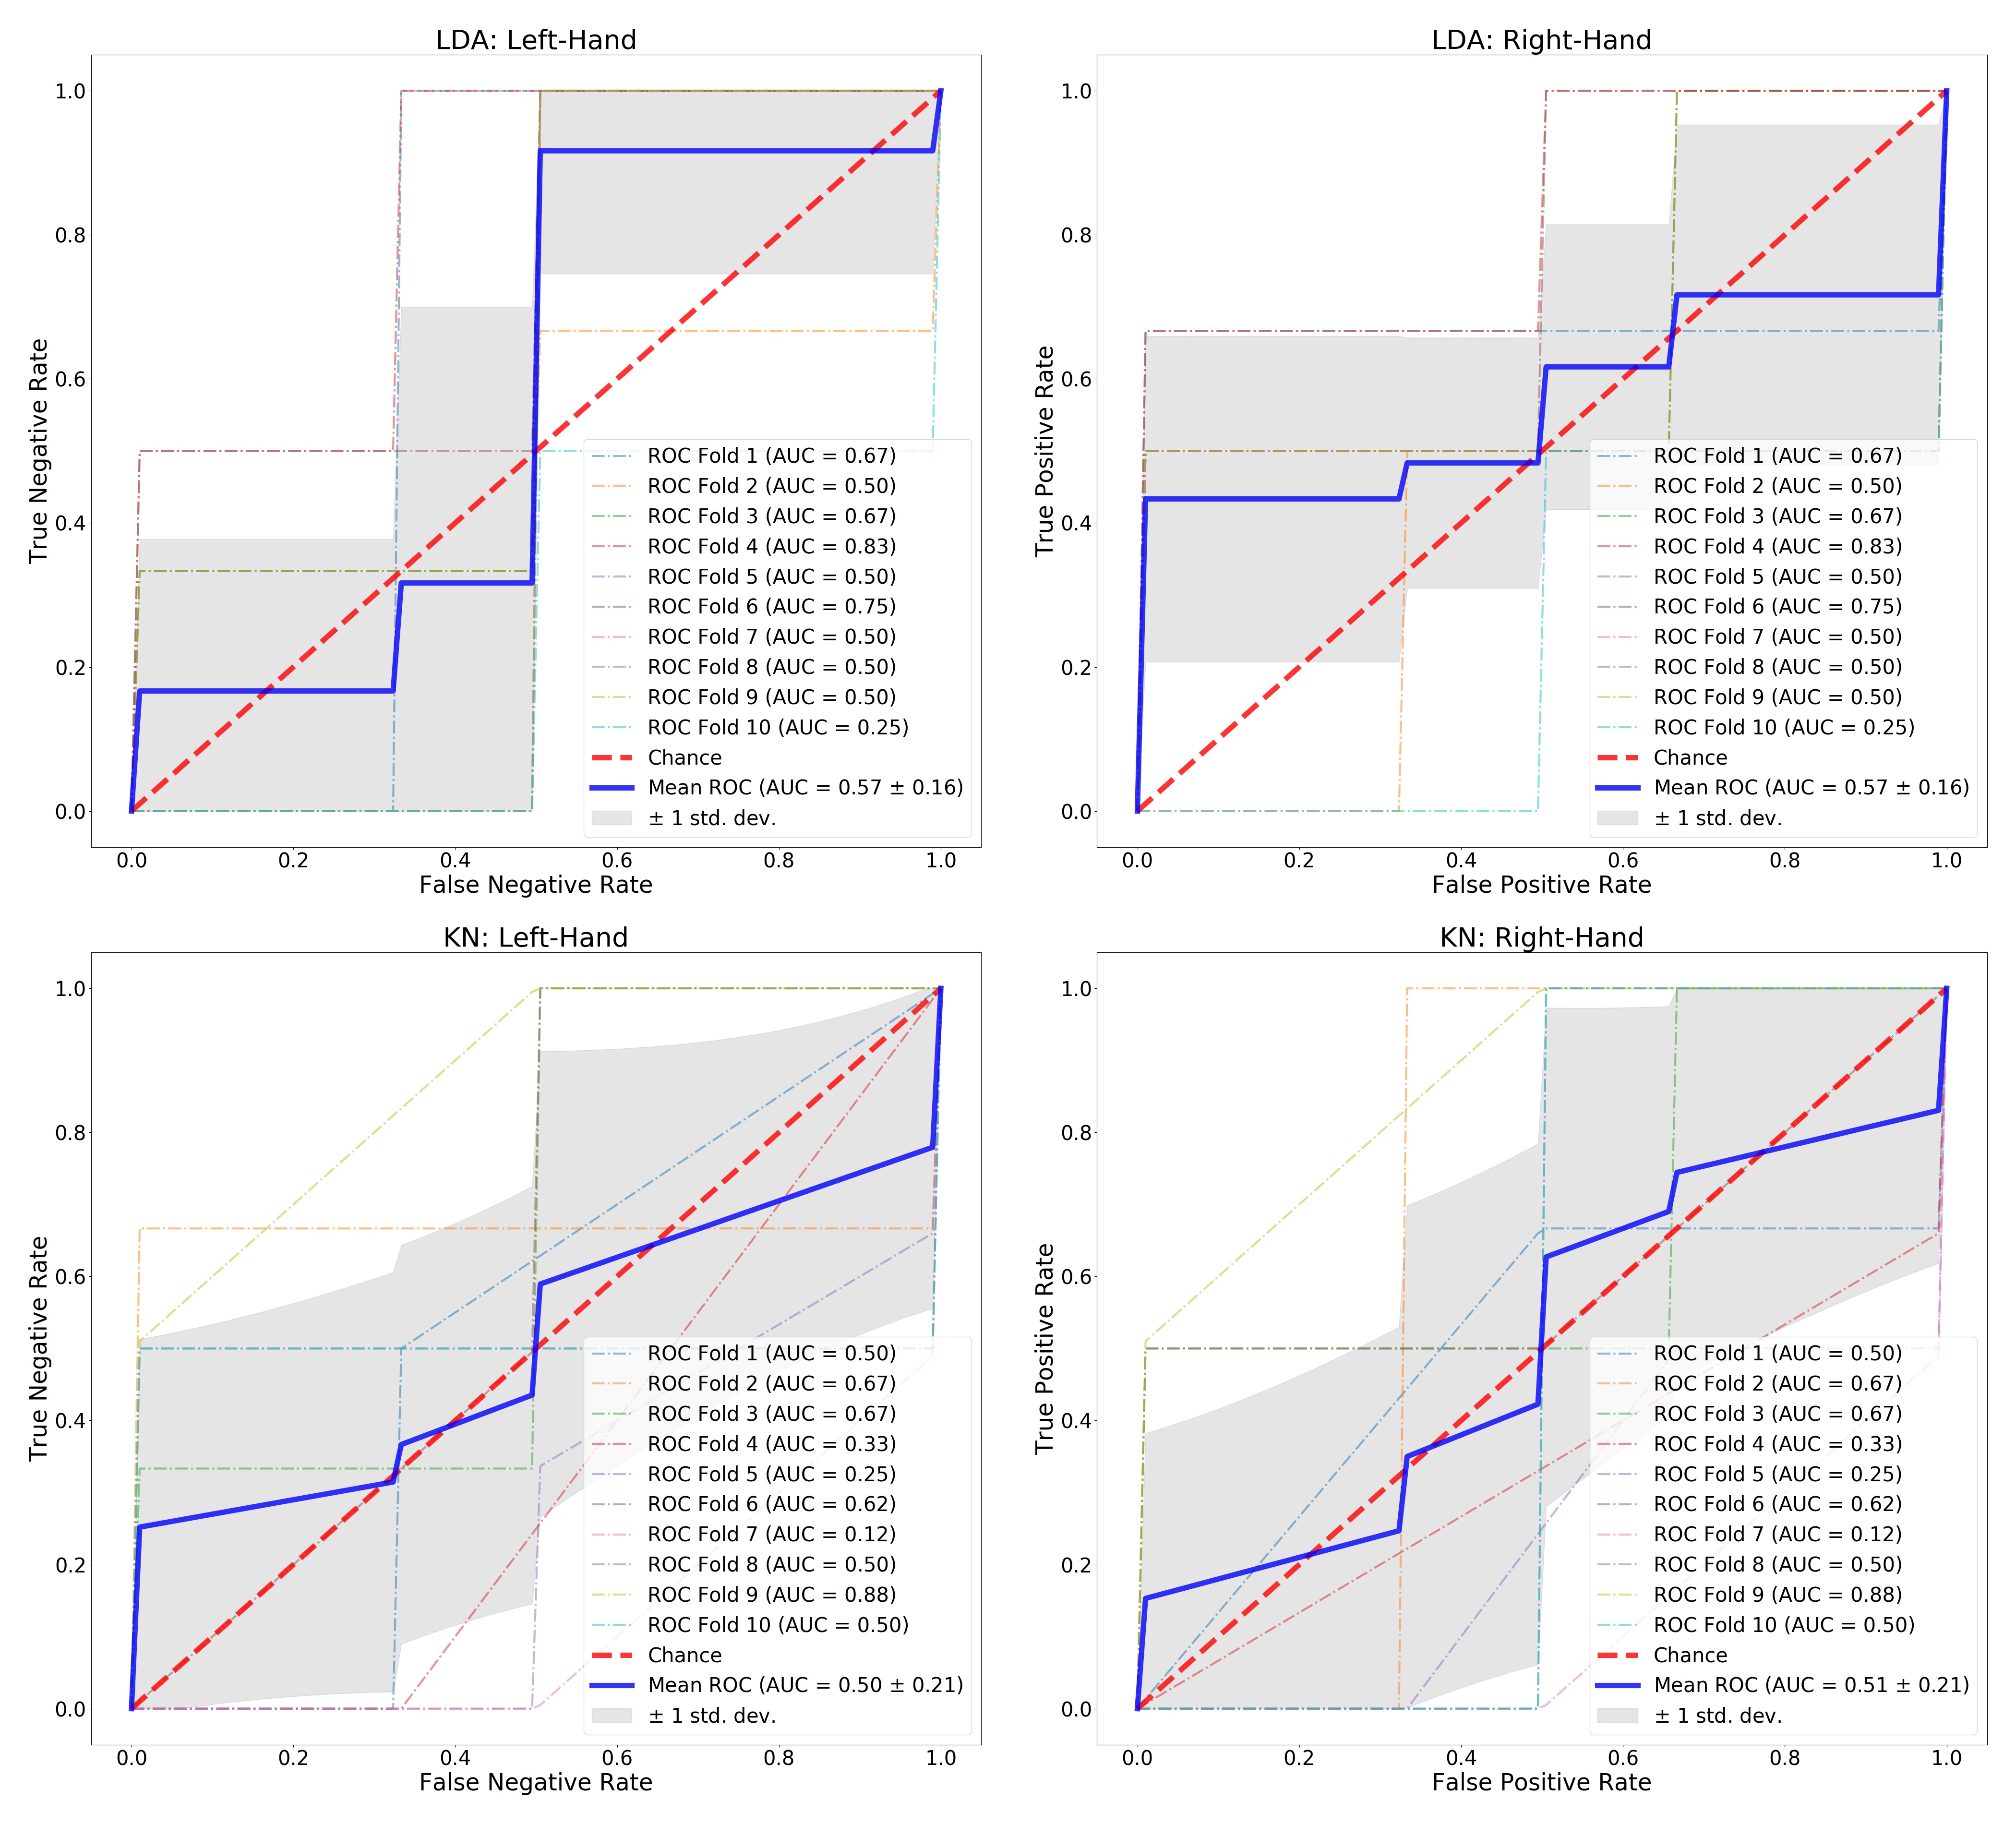 LDA: Left-Hand
True Negative Rate
1.0
0.8
0.6
0.4
0.2
0.0
ROC Fold 1 (AUC = 0.67)
ROC Fold 2 (AUC = 0.50)
ROC Fold 3 (AUC = 0.67)
ROC Fold 4 (AUC = 0.83)
ROC Fold 5 (AUC = 0.50)
ROC Fold 6 (AUC = 0.75)
ROC Fold 7 (AUC = 0.50)
ROC Fold 8 (AUC = 0.50)
ROC Fold 9 (AUC = 0.50)
ROC Fold 10 (AUC = 0.25)
Chance
Mean ROC (AUC = 0.57 ± 0.16)
± 1 std. dev.
0.0 0.2 0.4 0.6 0.8 1.0
False Negative Rate
LDA: Right-Hand
True Positive Rate
1.0
0.8
0.6
0.4
0.2
0.0
ROC Fold 1 (AUC = 0.67)
ROC Fold 2 (AUC = 0.50)
ROC Fold 3 (AUC = 0.67)
ROC Fold 4 (AUC = 0.83)
ROC Fold 5 (AUC = 0.50)
ROC Fold 6 (AUC = 0.75)
ROC Fold 7 (AUC = 0.50)
ROC Fold 8 (AUC = 0.50)
ROC Fold 9 (AUC = 0.50)
ROC Fold 10 (AUC = 0.25)
Chance
Mean ROC (AUC = 0.57 ± 0.16)
± 1 std. dev.
0.0 0.2 0.4 0.6 0.8 1.0
False Positive Rate
KN: Left-Hand
True Negative Rate
1.0
0.8
0.6
0.4
0.2
0.0
ROC Fold 1 (AUC = 0.50)
ROC Fold 2 (AUC = 0.67)
ROC Fold 3 (AUC = 0.67)
ROC Fold 4 (AUC = 0.33)
ROC Fold 5 (AUC = 0.25)
ROC Fold 6 (AUC = 0.62)
ROC Fold 7 (AUC = 0.12)
ROC Fold 8 (AUC = 0.50)
ROC Fold 9 (AUC = 0.88)
ROC Fold 10 (AUC = 0.50)
Chance
Mean ROC (AUC = 0.50 ± 0.21)
± 1 std. dev.
0.0 0.2 0.4 0.6 0.8 1.0
False Negative Rate
KN: Right-Hand
True Positive Rate
1.0
0.8
0.6
0.4
0.2
0.0
ROC Fold 1 (AUC = 0.50)
ROC Fold 2 (AUC = 0.67)
ROC Fold 3 (AUC = 0.67)
ROC Fold 4 (AUC = 0.33)
ROC Fold 5 (AUC = 0.25)
ROC Fold 6 (AUC = 0.62)
ROC Fold 7 (AUC = 0.12)
ROC Fold 8 (AUC = 0.50)
ROC Fold 9 (AUC = 0.88)
ROC Fold 10 (AUC = 0.50)
Chance
Mean ROC (AUC = 0.51 ± 0.21)
± 1 std. dev.
0.0 0.2 0.4 0.6 0.8 1.0
False Positive Rate